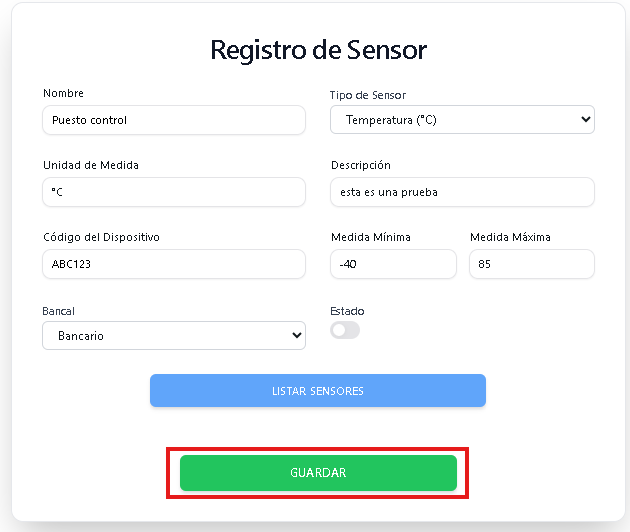 Registro de Sensor
Nombre
Tipo de Sensor
Puesto control
Temperatura (°C)
Unidad de Medida
Descripción
°C
esta es una prueba
Código del Dispositivo
Medida Mínima
Medida Máxima
ABC123
-40
85
Bancal
Estado
Bancario
LISTAR SENSORES
GUARDAR